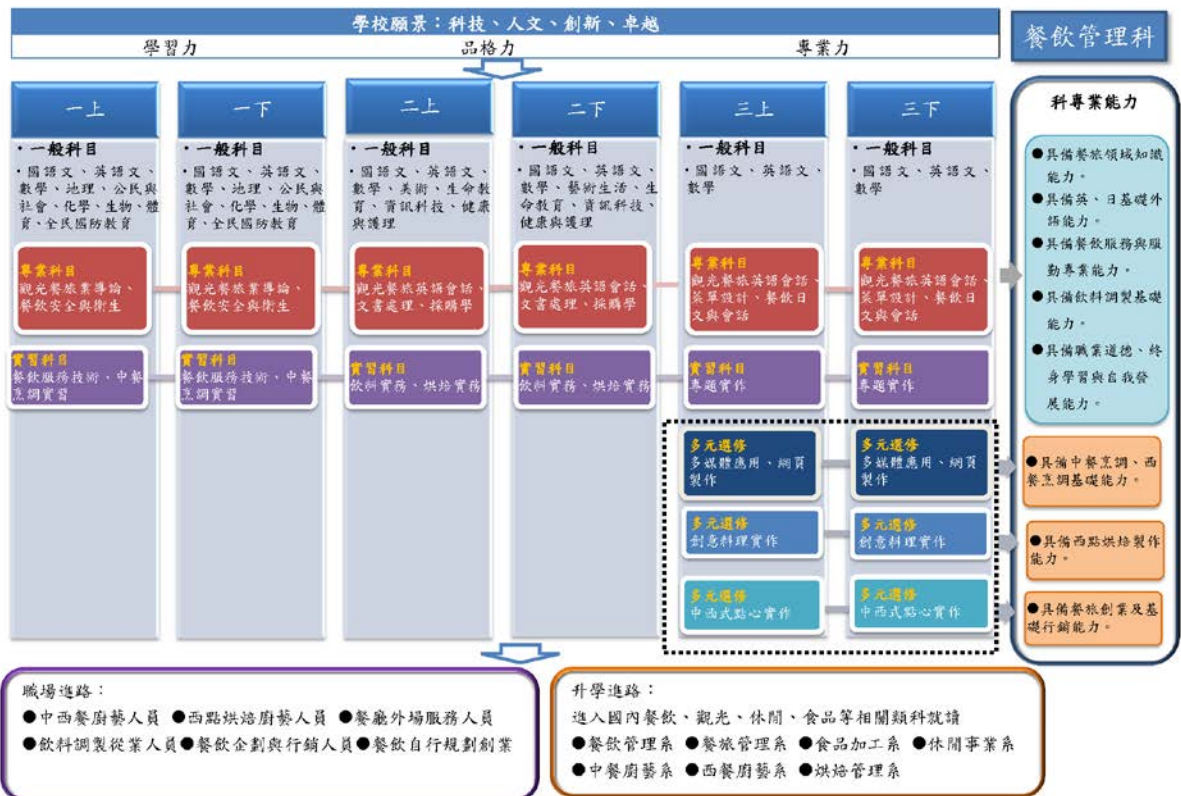 學校願景：科技、人文、創新、卓越
學習力
品格力
專業力
餐飲管理科
一上
・一般科目
・國語文、英語文、
數學、地理、公民與
社會、化學、生物、體
育、全民國防教育
專業科目
觀光餐旅業導論、
餐飲安全與衛生
實習科目
餐飲服務技術、中餐
烹調實習
一下
・一般科目
・國語文、英語文、
數學、地理、公民與
社會、化學、生物、體
育、全民國防教育
專業科目
觀光餐旅業導論、
餐飲安全與衛生
實習科目
餐飲服務技術、中餐
烹調實習
二上
・一般科目
・國語文、英語文、
數學、美術、生命教
育、資訊科技、健康
與護理
專業科目
觀光餐旅英語會話、
文書處理、採購學
實習科目
飲料實務、烘焙實務
二下
・一般科目
・國語文、英語文、
數學、藝術生活、生
命教育、資訊科技、
健康與護理
專業科目
觀光餐旅英語會話、
文書處理、採購學
實習科目
飲料實務、烘焙實務
三上
・一般科目
・國語文、英語文、
數學
專業科目
觀光餐旅英語會話、
菜單設計、餐飲日
文與會話
實習科目
專題實作
多元選修
多媒體應用、網頁
製作
多元選修
創意料理實作
多元選修
中西式點心實作
三下
・一般科目
・國語文、英語文、
數學
專業科目
觀光餐旅英語會話、
菜單設計、餐飲日
文與會話
實習科目
專題實作
多元選修
多媒體應用、網頁
製作
多元選修
創意料理實作
多元選修
中西式點心實作
科專業能力
●具備餐旅領域知識
能力。
●具備英、日基礎外
語能力。
●具備餐飲服務與服
勤專業能力。
●具備飲料調製基礎
能力。
●具備職業道德、終
身學習與自我發
展能力。
●具備中餐烹調、西
餐烹調基礎能力。
●具備西點烘焙製作
能力。
●具備餐旅創業及基
礎行銷能力。
職場進路：
●中西餐廚藝人員 ●西點烘焙廚藝人員 ●餐廳外場服務人員
●飲料調製從業人員●餐飲企劃與行銷人員●餐飲自行規劃創業
升學進路：
進入國內餐飲、觀光、休閒、食品等相關類科就讀
●餐飲管理系 ●餐旅管理系 ●食品加工系 ●休閒事業系
●中餐廚藝系 ●西餐廚藝系 ●烘焙管理系